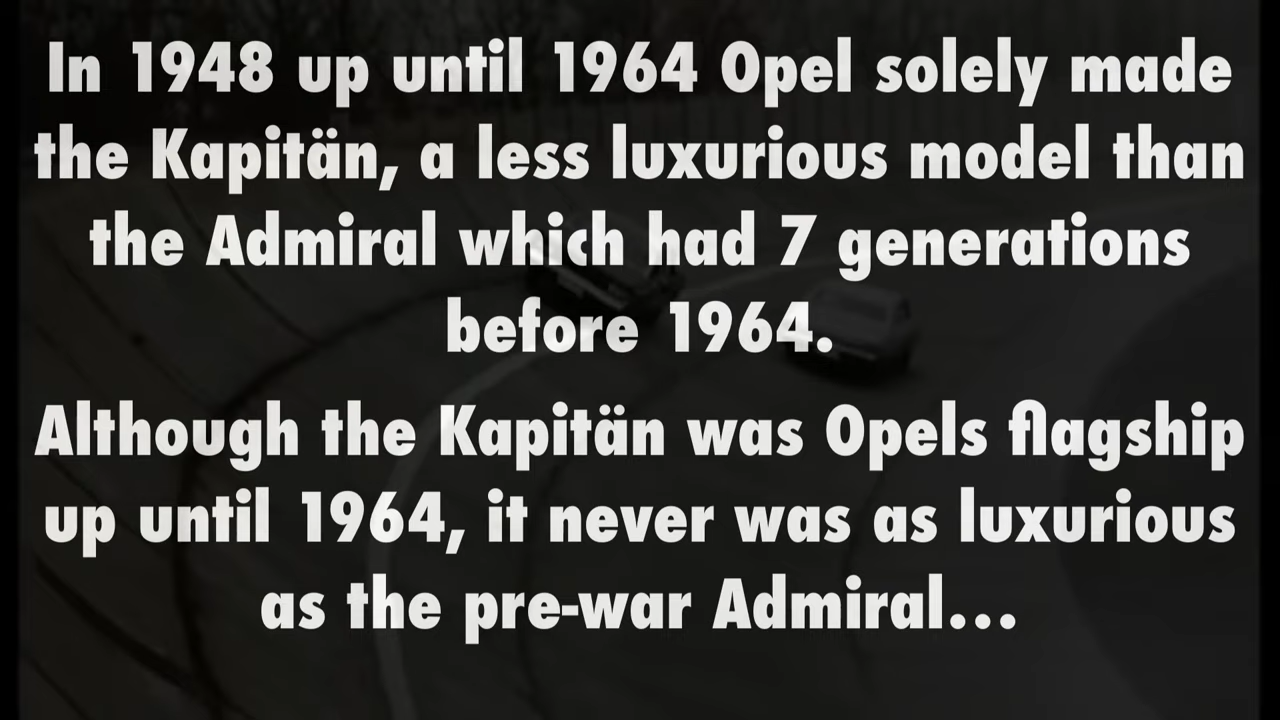 In 1948 up until 1964 Opel solely made
the Kapitän, a less luxurious model than
the Admiral which had 7 generations
before 1964.
Although the Kapitän was Opels flagship
up until 1964, it never was as luxurious
as the pre-war Admiral...